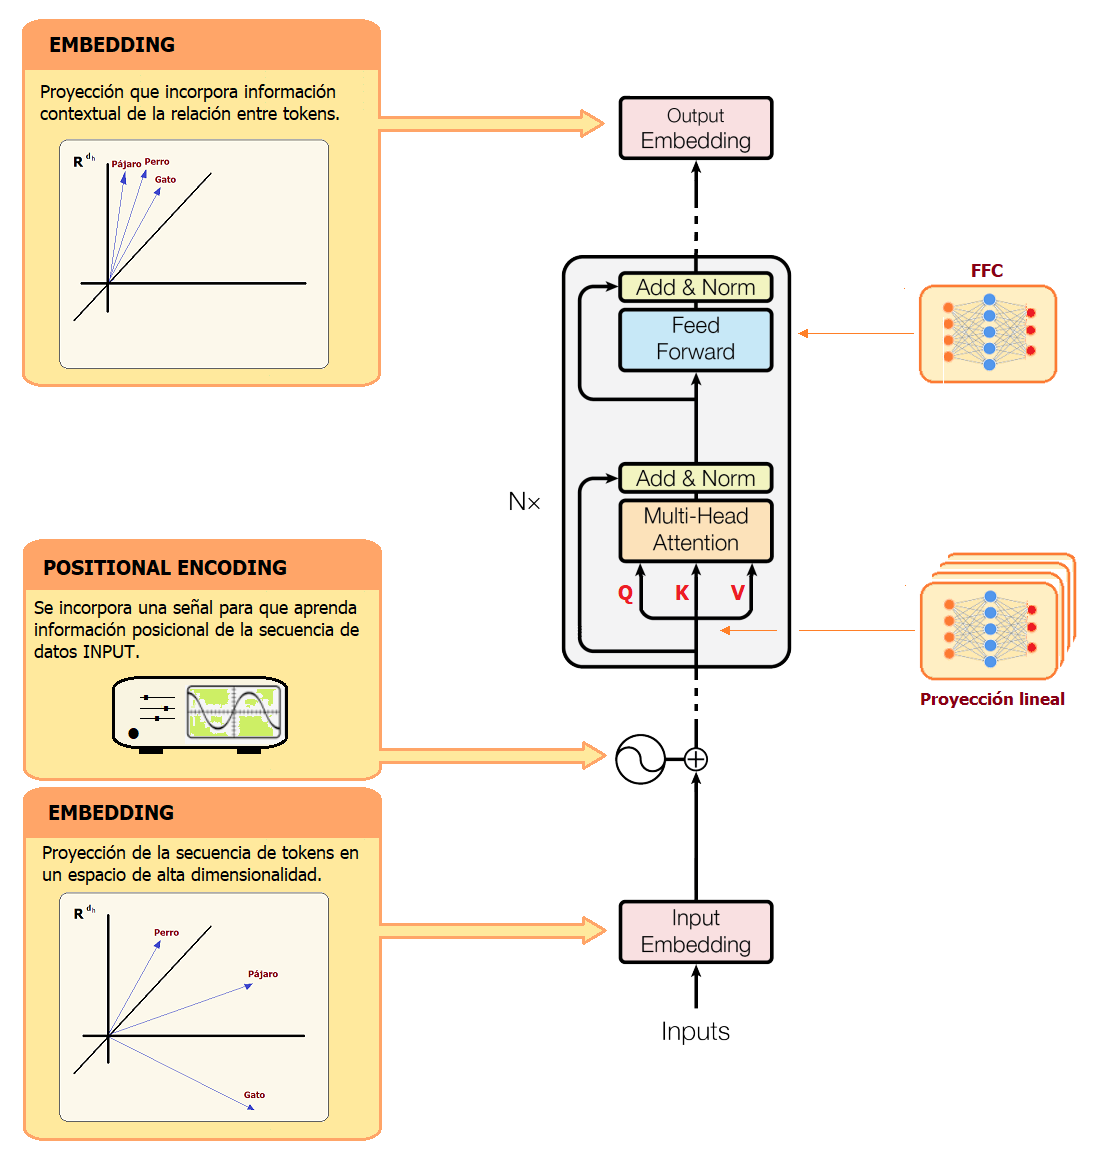 EMBEDDING
Proyección que incorpora información
contextual de la relación entre tokens.
R dh
Pájaro Perro
Gato
Output
Embedding
Add & Norm
Feed
Forward
FFC
Nx
Add & Norm
Multi-Head
Attention
Q K V
Proyección lineal
POSITIONAL ENCODING
Se incorpora una señal para que aprenda
información posicional de la secuencia de
datos INPUT.
EMBEDDING
Proyección de la secuencia de tokens en
un espacio de alta dimensionalidad.
R dh
Perro
Pájaro
Gato
Input
Embedding
Inputs